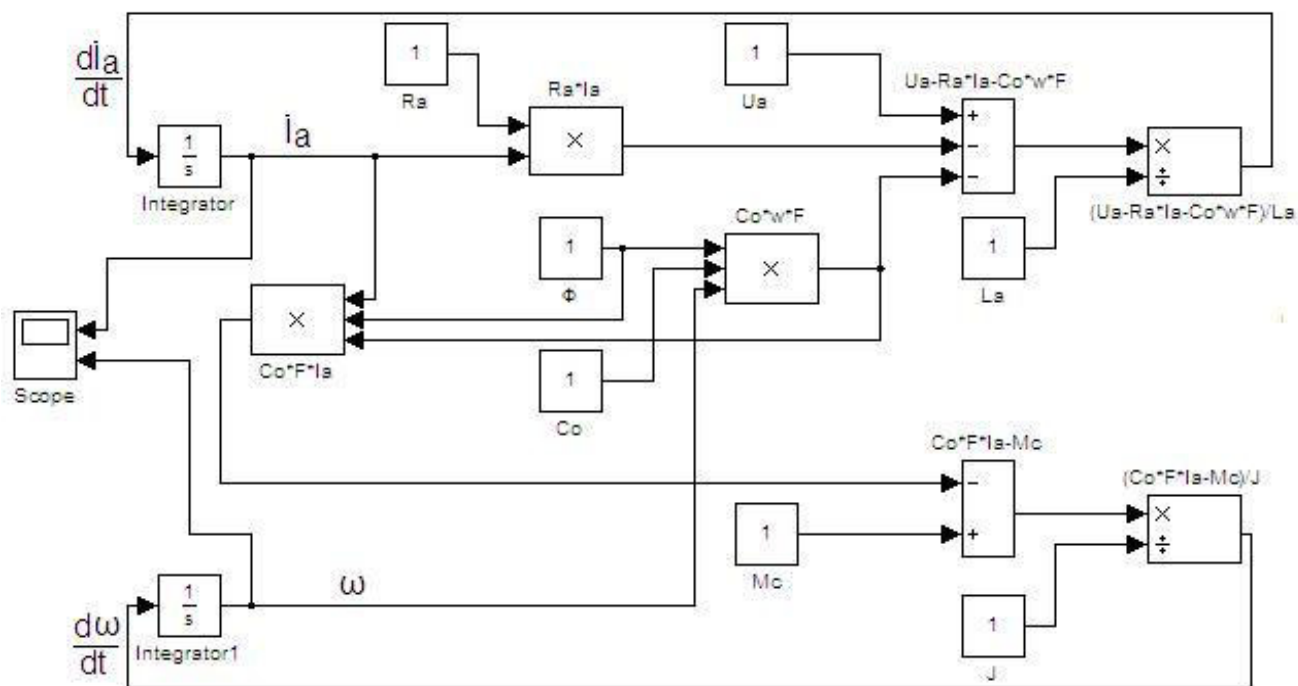 di̇a
dt
1
Ra
1
Ua
Ra*Ia
×
Ua-Ra*Ia-Co*w*F
+
−
−
×
÷
(Ua-Ra*Ia-Co*w*F)/La
1
s
Integrator
ia
1
Φ
Co*w*F
×
1
La
×
Co*F*Ia
Scope
1
Co
Co*F*Ia-Mc
−
+
(Co*F*Ia-Mc)/J
×
÷
1
Mc
1
s
Integrator1
ω
dω
dt
1
J